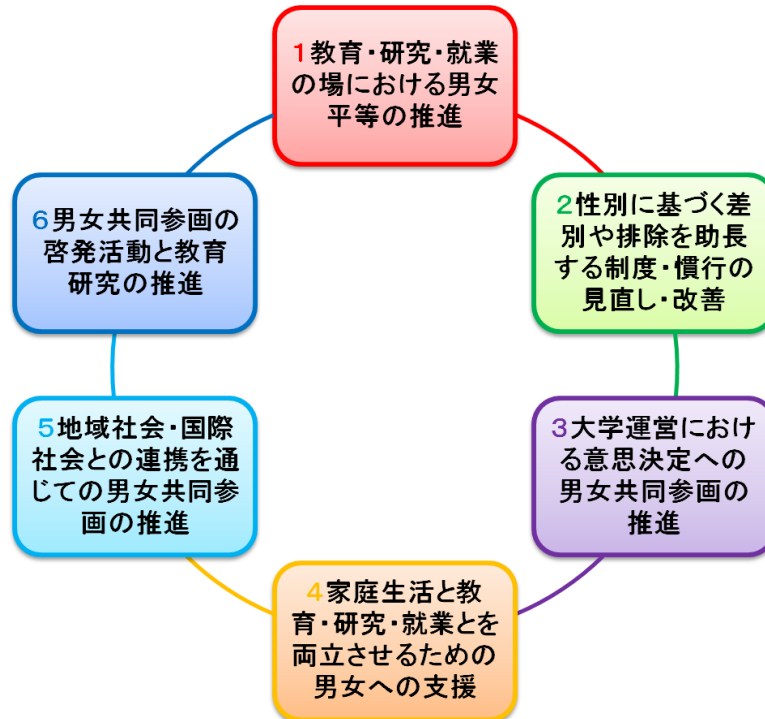 1教育・研究・就業
の場における男女
平等の推進
2性別に基づく差
別や排除を助長
する制度・慣行の
見直し・改善
3大学運営におけ
る意思決定への
男女共同参画の
推進
4家庭生活と教
育・研究・就業とを
両立させるための
男女への支援
5地域社会・国際
社会との連携を通
じての男女共同参
画の推進
6男女共同参画の
啓発活動と教育
研究の推進